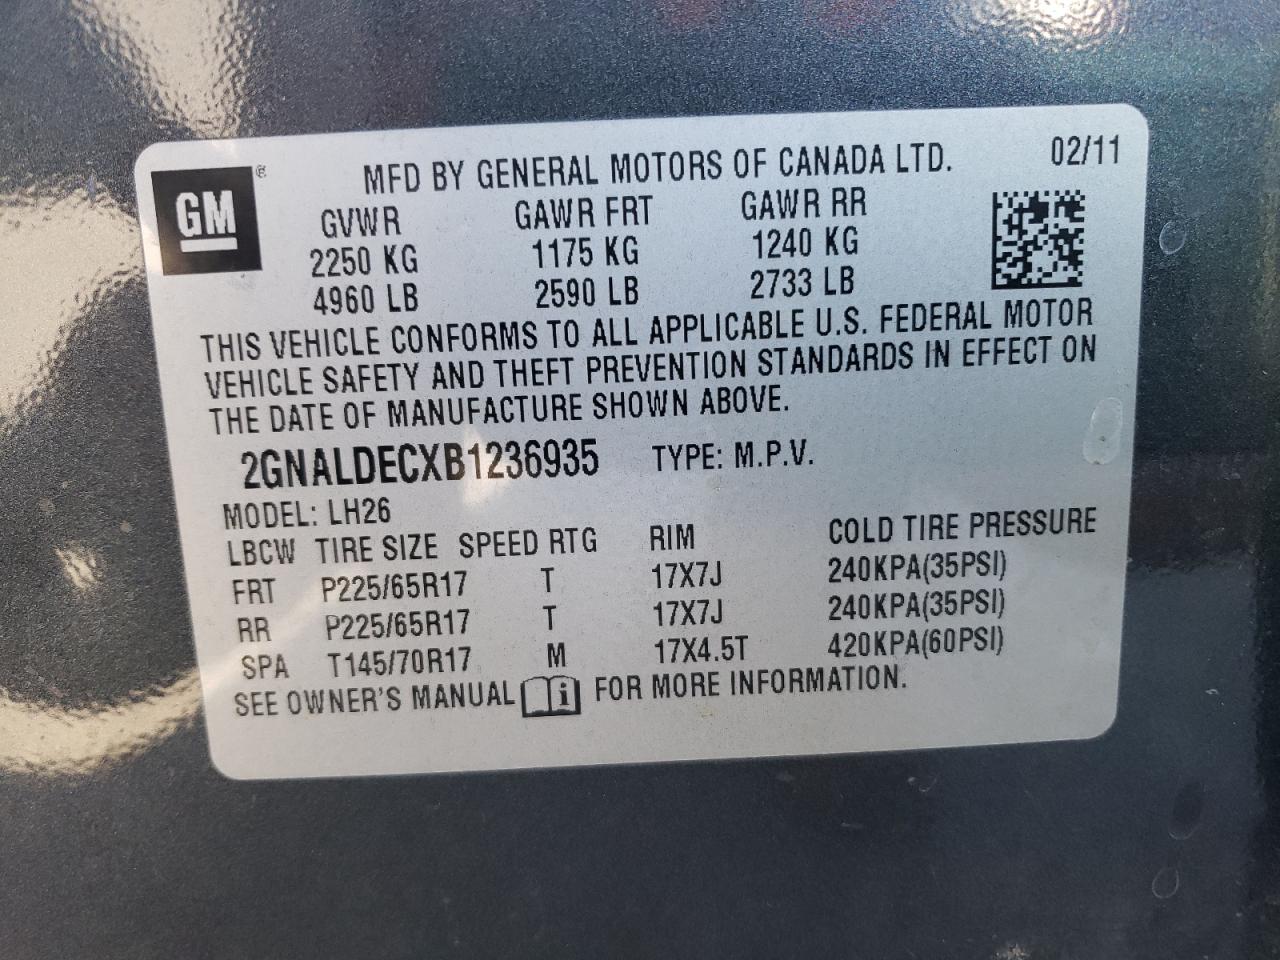 GM ® MFD BY GENERAL MOTORS OF CANADA LTD. 02/11
GVWR GAWR FRT GAWR RR
2250 KG 1175 KG 1240 KG
4960 LB 2590 LB 2733 LB
THIS VEHICLE CONFORMS TO ALL APPLICABLE U.S. FEDERAL MOTOR
VEHICLE SAFETY AND THEFT PREVENTION STANDARDS IN EFFECT ON
THE DATE OF MANUFACTURE SHOWN ABOVE.
2GNALDECXB1236935 TYPE: M.P.V.
MODEL: LH26
LBCW TIRE SIZE SPEED RTG RIM COLD TIRE PRESSURE
FRT P225/65R17 T 17X7J 240KPA(35PSI)
RR P225/65R17 T 17X7J 240KPA(35PSI)
SPA T145/70R17 M 17X4.5T 420KPA(60PSI)
SEE OWNER'S MANUAL i FOR MORE INFORMATION.